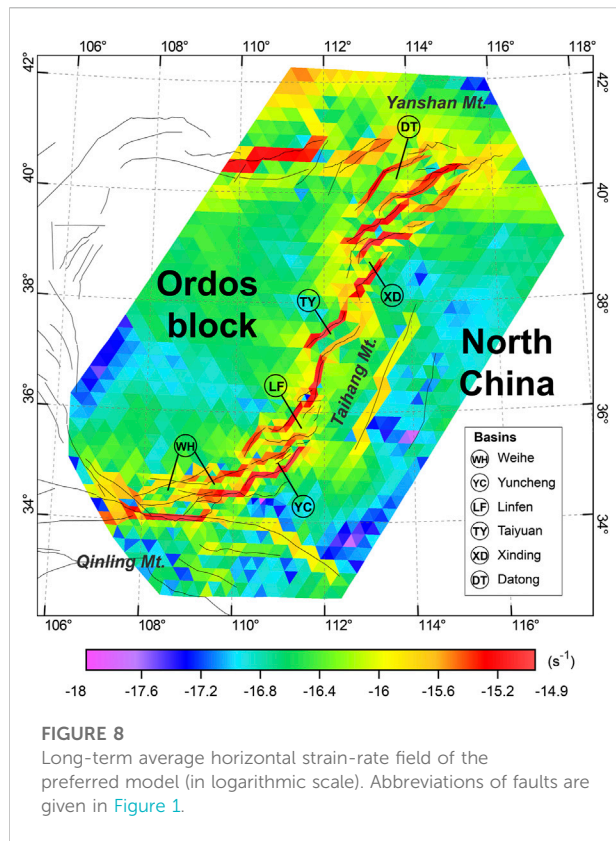 106° 108° 110° 112° 114° 116° 118°
42° 42°
Yanshan Mt.
DT
40° 40°
Ordos
block
38° 38°
TY XD
North
China
Taihang Mt.
36° 36°
LF
Basins
WH Weihe
YC Yuncheng
LF Linfen
TY Taiyuan
XD Xinding
DT Datong
WH
34° 34°
YC
Qinling Mt.
106° 108° 110° 112° 114° 116°
(s⁻¹)
-18 -17.6 -17.2 -16.8 -16.4 -16 -15.6 -15.2 -14.9
FIGURE 8
Long-term average horizontal strain-rate field of the
preferred model (in logarithmic scale). Abbreviations of faults are
given in Figure 1.